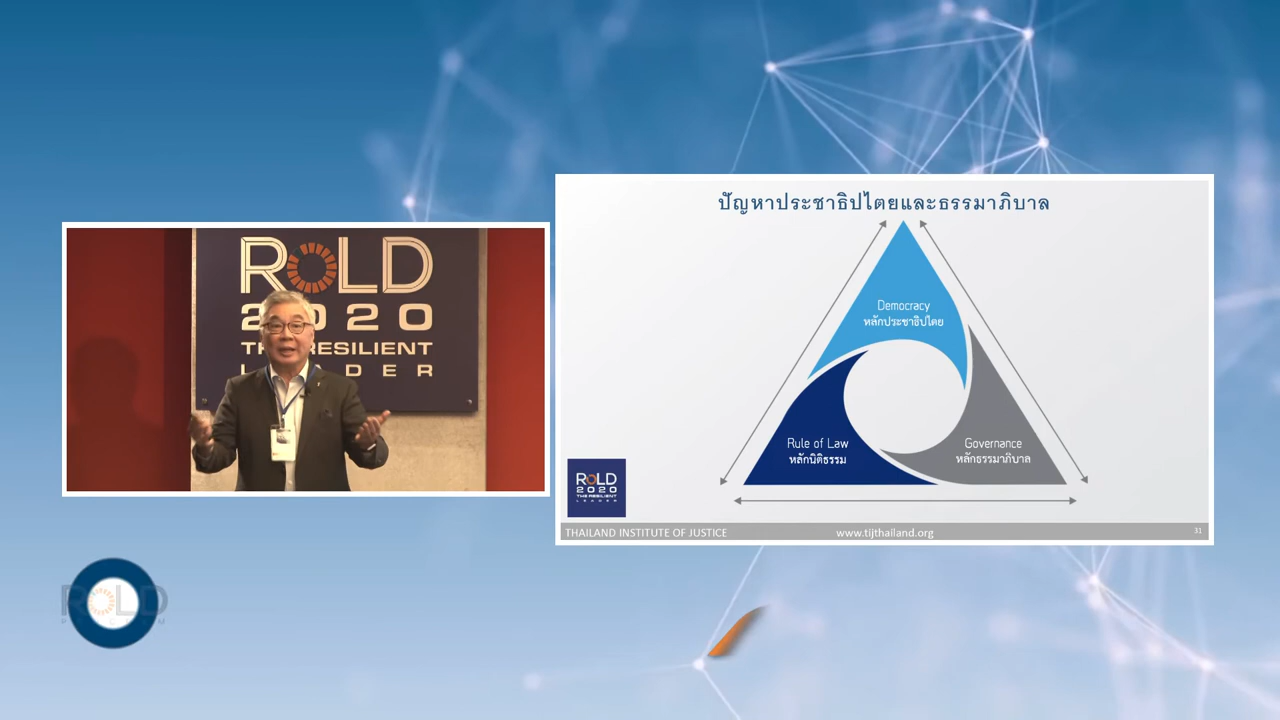 ROLD
2020
THE RESILIENT
LEADER
ปัญหาประชาธิปไตยและธรรมาภิบาล
Democracy
หลักประชาธิปไตย
Rule of Law
หลักนิติธรรม
Governance
หลักธรรมาภิบาล
ROLD
2020
THE RESILIENT
LEADER
THAILAND INSTITUTE OF JUSTICE
www.tijthailand.org
31
ROLD